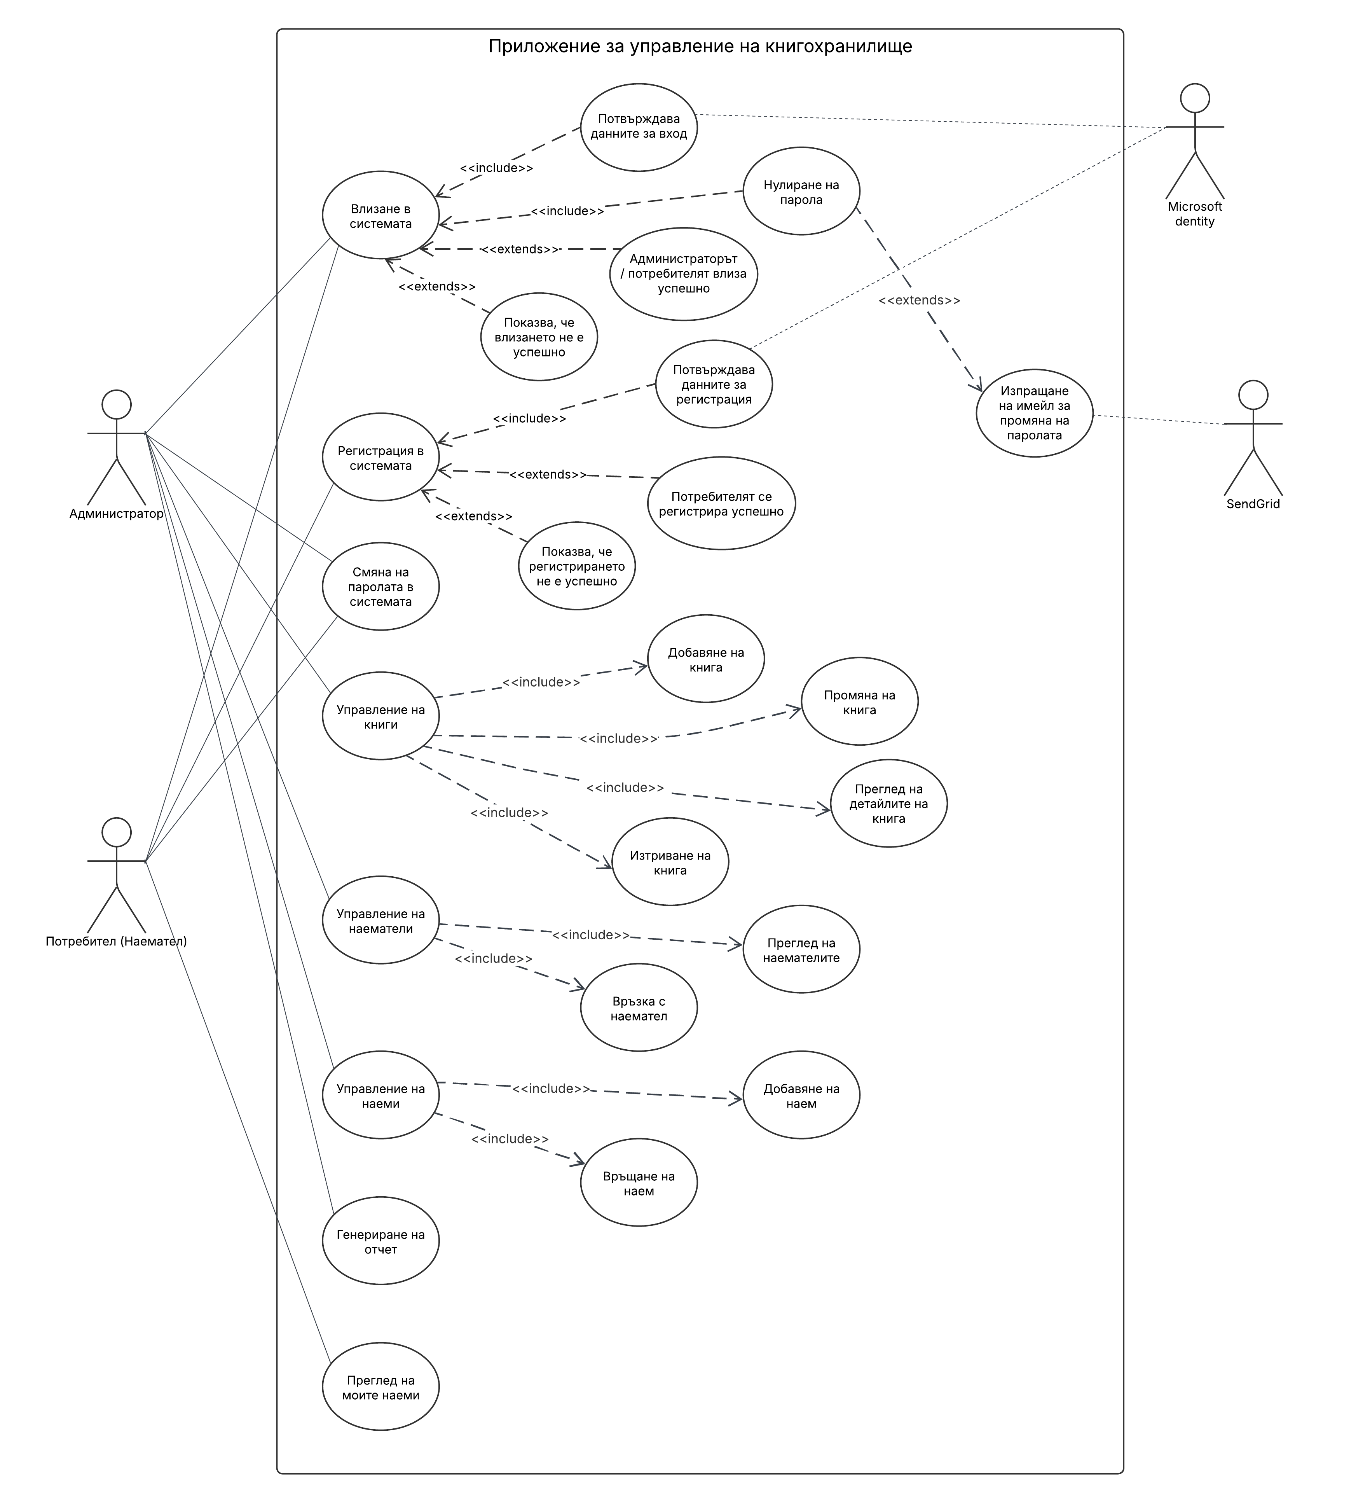 Приложение за управление на книгохранилище
Потвърждава
данните за вход
Microsoft
dentity
<<include>>
Нулиране на
парола
<<include>>
Влизане в
системата
<<extends>>
Администраторът
/ потребителят влиза
успешно
<<extends>>
<<extends>>
Показва, че
влизането не е
успешно
Потвърждава
данните за
регистрация
Изпращане
на имейл за
промяна на
паролата
SendGrid
<<include>>
Регистрация в
системата
<<extends>>
Потребителят се
регистрира успешно
<<extends>>
Администратор
Показва, че
регистрирането
не е успешно
Смяна на
паролата в
системата
Добавяне на
книга
<<include>>
Промяна на
книга
Управление на
книги
<<include>>
<<include>>
Преглед на
детайлите на
книга
<<include>>
Изтриване на
книга
Управление на
наематели
<<include>>
Преглед на
наемателите
Потребител (Наемател)
<<include>>
Връзка с
наемател
Управление на
наеми
<<include>>
Добавяне на
наем
<<include>>
Връщане на
наем
Генериране на
отчет
Преглед на
моите наеми